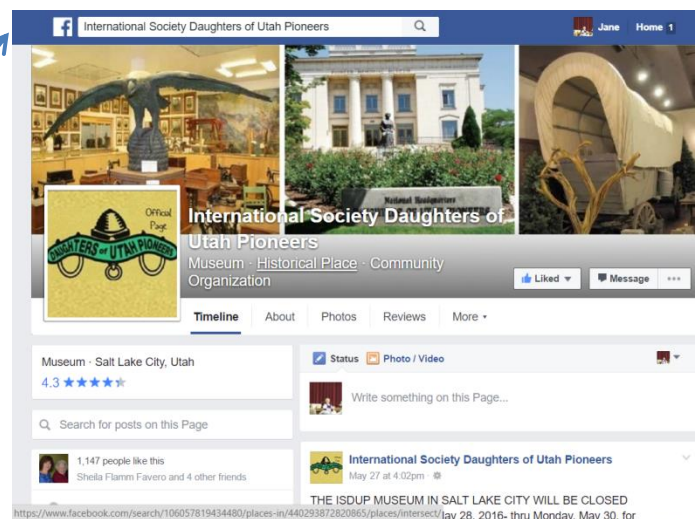 International Society Daughters of Utah Pioneers
Jane Home 1
National Headquarters
Official
Page
DAUGHTERS of UTAH PIONEERS
International Society Daughters of
Utah Pioneers
Museum · Historical Place · Community
Organization
Liked Message
Timeline About Photos Reviews More
Museum · Salt Lake City, Utah
4.3
Search for posts on this Page
1,147 people like this
Sheila Flamm Favero and 4 other friends
Status Photo / Video
Write something on this Page...
International Society Daughters of Utah Pioneers
May 27 at 4:02pm ·
THE ISDUP MUSEUM IN SALT LAKE CITY WILL BE CLOSED
lay 28, 2016- thru Monday, May 30, for
https://www.facebook.com/search/106057819434480/places-in/440293872820865/places/intersect/